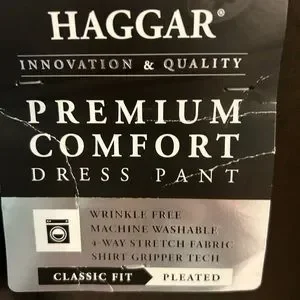 HAGGAR®
INNOVATION & QUALITY
PREMIUM
COMFORT
DRESS PANT
WRINKLE FREE
MACHINE WASHABLE
4-WAY STRETCH FABRIC
SHIRT GRIPPER TECH
CLASSIC FIT PLEATED